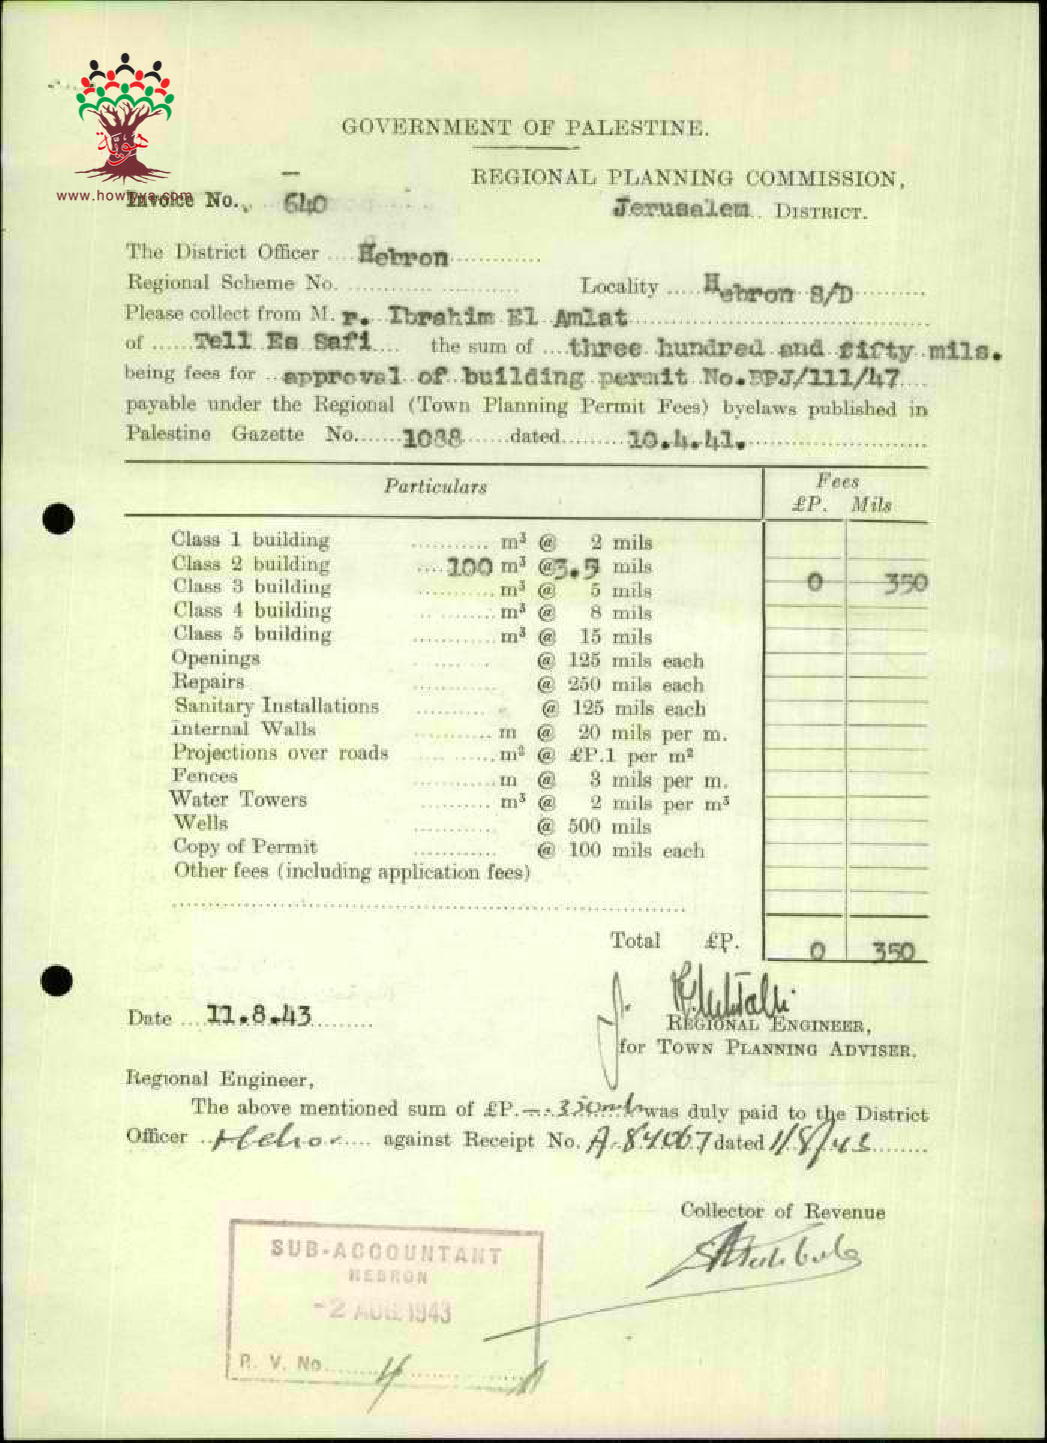 هوية
www.howiyya.com
GOVERNMENT OF PALESTINE.
REGIONAL PLANNING COMMISSION,
Invoice No. 640
Jerusalem DISTRICT.
The District Officer Hebron
Regional Scheme No. Locality Hebron S/D
Please collect from Mr. Ibrahim El Amlat
of Tell Es Safi the sum of three hundred and fifty mils.
being fees for approval of building permit No.BPJ/111/47
payable under the Regional (Town Planning Permit Fees) byelaws published in
Palestine Gazette No. 1088 dated 10.4.41.
Particulars Fees
£P. Mils
Class 1 building m³ @ 2 mils
Class 2 building 100 m³ @ 3.5 mils 0 350
Class 3 building m³ @ 5 mils
Class 4 building m³ @ 8 mils
Class 5 building m³ @ 15 mils
Openings @ 125 mils each
Repairs @ 250 mils each
Sanitary Installations @ 125 mils each
Internal Walls m @ 20 mils per m.
Projections over roads m² @ £P.1 per m²
Fences m @ 3 mils per m.
Water Towers m³ @ 2 mils per m³
Wells @ 500 mils
Copy of Permit @ 100 mils each
Other fees (including application fees)
Total £P. 0 350
Date 11.8.43
REGIONAL ENGINEER,
for TOWN PLANNING ADVISER.
Regional Engineer,
The above mentioned sum of £P. -.350 mls was duly paid to the District
Officer Hebron against Receipt No. A 84067 dated 1/8/43
Collector of Revenue
SUB-ACCOUNTANT
HEBRON
-2 AUG. 1943
R. V. No. 4